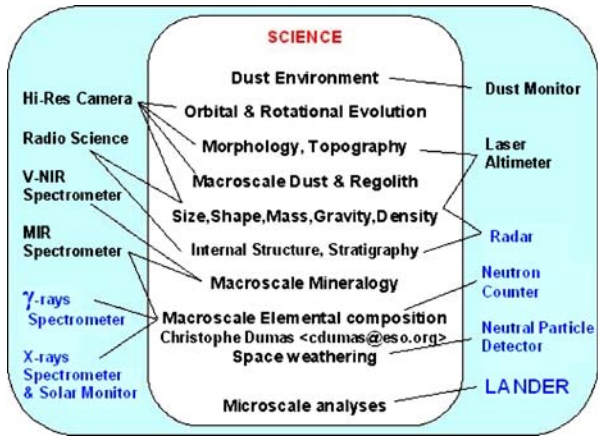 SCIENCE
Dust Environment
Orbital & Rotational Evolution
Morphology, Topography
Macroscale Dust & Regolith
Size,Shape,Mass,Gravity,Density
Internal Structure, Stratigraphy
Macroscale Mineralogy
Macroscale Elemental composition
Christophe Dumas <cdumas@eso.org>
Space weathering
Microscale analyses
Hi-Res Camera
Radio Science
V-NIR
Spectrometer
MIR
Spectrometer
γ-rays
Spectrometer
X-rays
Spectrometer
& Solar Monitor
Dust Monitor
Laser
Altimeter
Radar
Neutron
Counter
Neutral Particle
Detector
LANDER